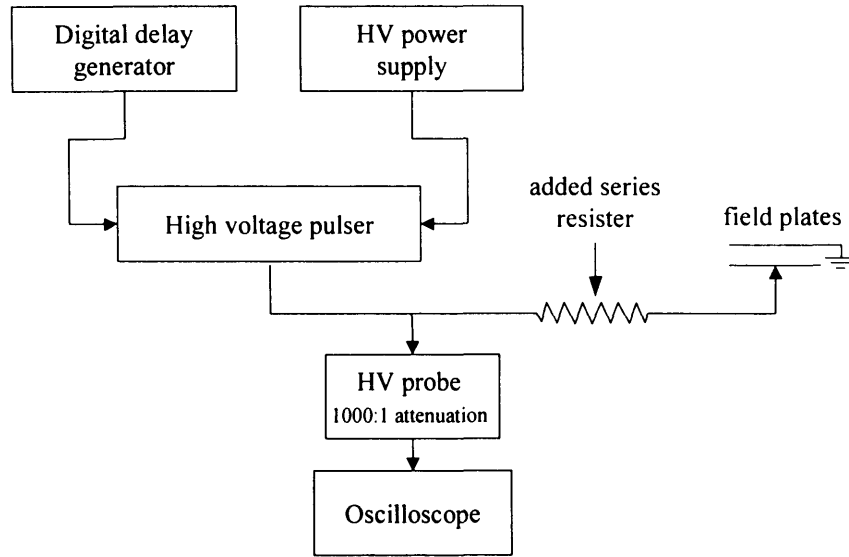 Digital delay
generator
HV power
supply
High voltage pulser
added series
resister
field plates
HV probe
1000:1 attenuation
Oscilloscope